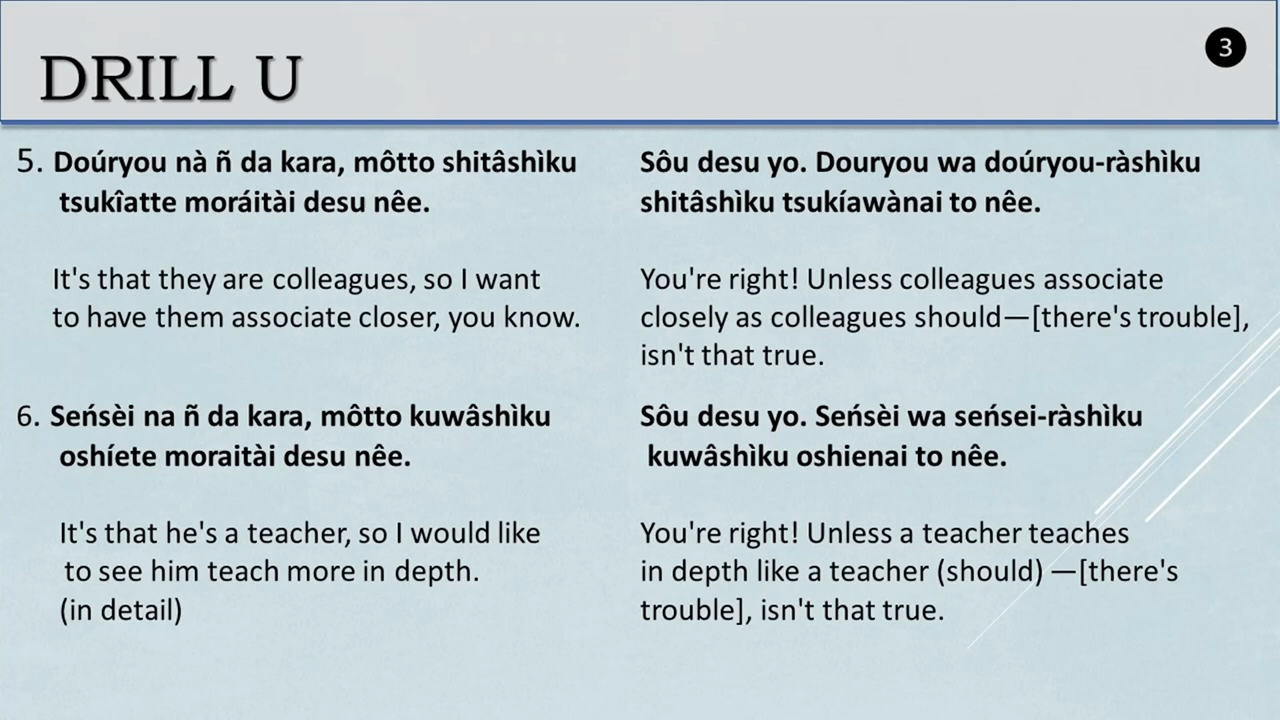 DRILL U
3
5. Doúryou nà ñ da kara, môtto shitâshìku
tsukîatte moráitài desu nêe.
It's that they are colleagues, so I want
to have them associate closer, you know.
6. Seńsèi na ñ da kara, môtto kuwâshìku
oshíete moraitài desu nêe.
It's that he's a teacher, so I would like
to see him teach more in depth.
(in detail)
Sôu desu yo. Douryou wa doúryou-ràshìku
shitâshìku tsukíawànai to nêe.
You're right! Unless colleagues associate
closely as colleagues should—[there's trouble],
isn't that true.
Sôu desu yo. Seńsèi wa seńsei-ràshìku
kuwâshìku oshienai to nêe.
You're right! Unless a teacher teaches
in depth like a teacher (should) —[there's
trouble], isn't that true.